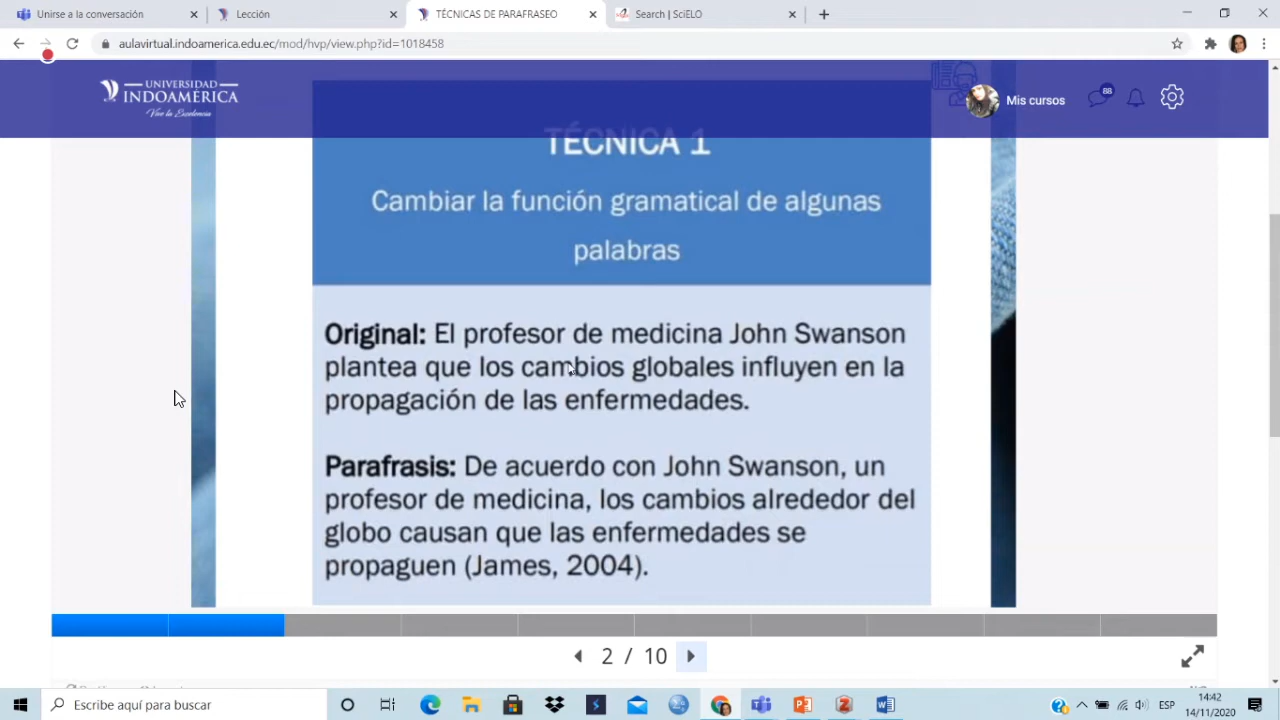 Unirse a la conversación
Lección
TÉCNICAS DE PARAFRASEO
Search | SciELO
aulavirtual.indoamerica.edu.ec/mod/hvp/view.php?id=1018458
UNIVERSIDAD
INDOAMÉRICA
Vive la Excelencia
Mis cursos
88
TÉCNICA 1
Cambiar la función gramatical de algunas
palabras
Original: El profesor de medicina John Swanson
plantea que los cambios globales influyen en la
propagación de las enfermedades.
Parafrasis: De acuerdo con John Swanson, un
profesor de medicina, los cambios alrededor del
globo causan que las enfermedades se
propaguen (James, 2004).
2 / 10
Escribe aquí para buscar
ESP
14:42
14/11/2020